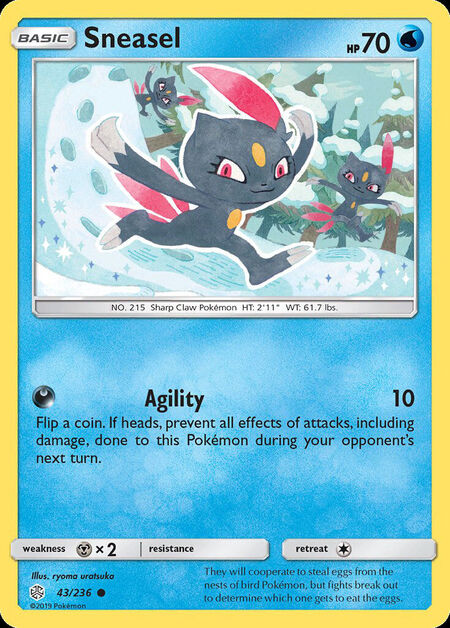 BASIC Sneasel HP70
NO. 215 Sharp Claw Pokémon HT: 2'11" WT: 61.7 lbs.
Agility 10
Flip a coin. If heads, prevent all effects of attacks, including
damage, done to this Pokémon during your opponent's
next turn.
weakness ×2 resistance retreat
Illus. ryoma uratsuka
43/236
©2019 Pokémon
They will cooperate to steal eggs from the
nests of bird Pokémon, but fights break out
to determine which one gets to eat the eggs.